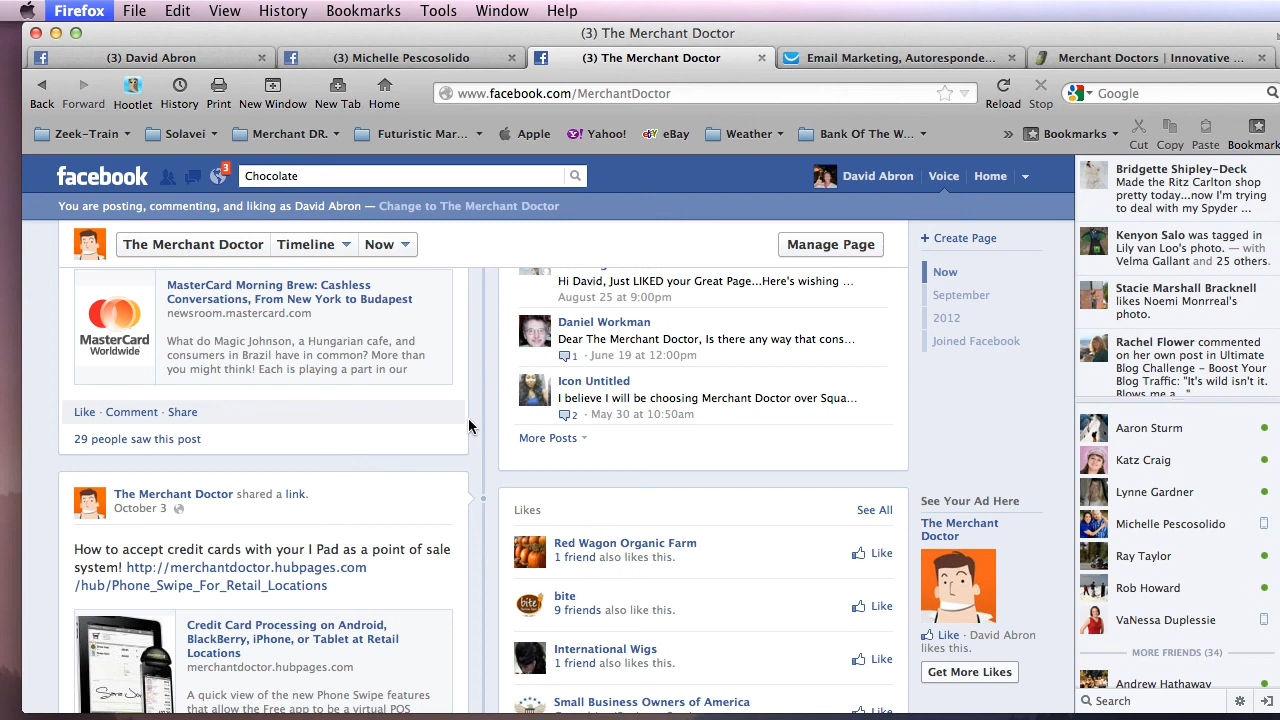 Firefox File Edit View History Bookmarks Tools Window Help
(3) The Merchant Doctor
(3) David Abron
(3) Michelle Pescosolido
(3) The Merchant Doctor
Email Marketing, Autoresponde...
Merchant Doctors | Innovative ...
www.facebook.com/MerchantDoctor
Google
Back Forward Hootlet History Print New Window New Tab Home Reload Stop
Zeek-Train Solavei Merchant DR. Futuristic Mar... Apple Yahoo! eBay Weather Bank Of The W... » Bookmarks
Cut Copy Paste Bookmark
facebook
3
Chocolate
David Abron Voice Home
You are posting, commenting, and liking as David Abron — Change to The Merchant Doctor
The Merchant Doctor Timeline Now
Manage Page
MasterCard Morning Brew: Cashless
Conversations, From New York to Budapest
newsroom.mastercard.com
What do Magic Johnson, a Hungarian cafe, and
consumers in Brazil have in common? More than
you might think! Each is playing a part in our
MasterCard
Worldwide
Like · Comment · Share
29 people saw this post
The Merchant Doctor shared a link.
October 3
How to accept credit cards with your I Pad as a point of sale
system! http://merchantdoctor.hubpages.com
/hub/Phone_Swipe_For_Retail_Locations
Credit Card Processing on Android,
BlackBerry, iPhone, or Tablet at Retail
Locations
merchantdoctor.hubpages.com
A quick view of the new Phone Swipe features
that allow the Free app to be a virtual POS
Hi David, Just LIKED your Great Page...Here's wishing ...
August 25 at 9:00pm
Daniel Workman
Dear The Merchant Doctor, Is there any way that cons...
1 · June 19 at 12:00pm
Icon Untitled
I believe I will be choosing Merchant Doctor over Squa...
2 · May 30 at 10:50am
More Posts
Likes
See All
Red Wagon Organic Farm
1 friend also likes this.
Like
bite
bite
9 friends also like this.
Like
International Wigs
1 friend also likes this.
Like
Small Business Owners of America
Like
+ Create Page
Now
September
2012
Joined Facebook
See Your Ad Here
The Merchant
Doctor
Like · David Abron
likes this.
Get More Likes
Bridgette Shipley-Deck
Made the Ritz Carlton shop
pretty today...now I'm trying
to deal with my Spyder ...
Kenyon Salo was tagged in
Lily van Loo's photo. — with
Velma Gallant and 25 others.
Stacie Marshall Bracknell
likes Noemi Monrreal's
photo.
Rachel Flower commented
on her own post in Ultimate
Blog Challenge - Boost Your
Blog Traffic: "It's wild isn't it.
Blows me a..."
Aaron Sturm
Katz Craig
Lynne Gardner
Michelle Pescosolido
Ray Taylor
Rob Howard
VaNessa Duplessie
MORE FRIENDS (34)
Andrew Hathaway
Search